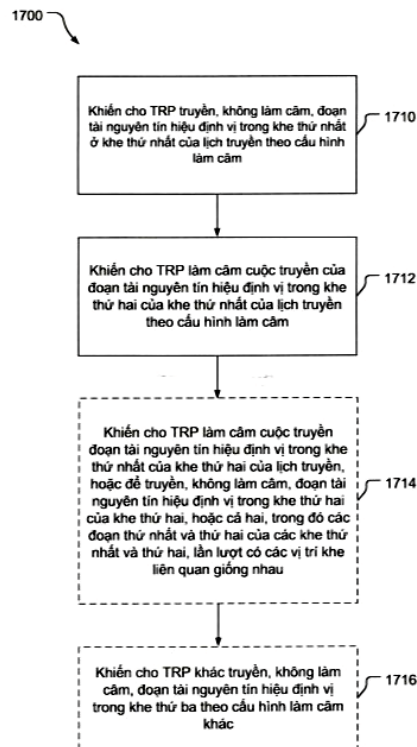 1700
Khiến cho TRP truyền, không làm câm, đoạn
tài nguyên tín hiệu định vị trong khe thứ nhất
ở khe thứ nhất của lịch truyền theo cấu hình
làm câm
1710
Khiến cho TRP làm câm cuộc truyền của
đoạn tài nguyên tín hiệu định vị trong khe
thứ hai của khe thứ nhất của lịch truyền
theo cấu hình làm câm
1712
Khiến cho TRP làm câm cuộc truyền
đoạn tài nguyên tín hiệu định vị trong khe
thứ nhất của khe thứ hai của lịch truyền,
hoặc để truyền, không làm câm, đoạn tài
nguyên tín hiệu định vị trong khe thứ hai
của khe thứ hai, hoặc cả hai, trong đó các
đoạn thứ nhất và thứ hai của các khe thứ
nhất và thứ hai, lần lượt có các vị trí khe
liên quan giống nhau
1714
Khiến cho TRP khác truyền, không làm
câm, đoạn tài nguyên tín hiệu định vị
trong khe thứ ba theo cấu hình làm câm
khác
1716